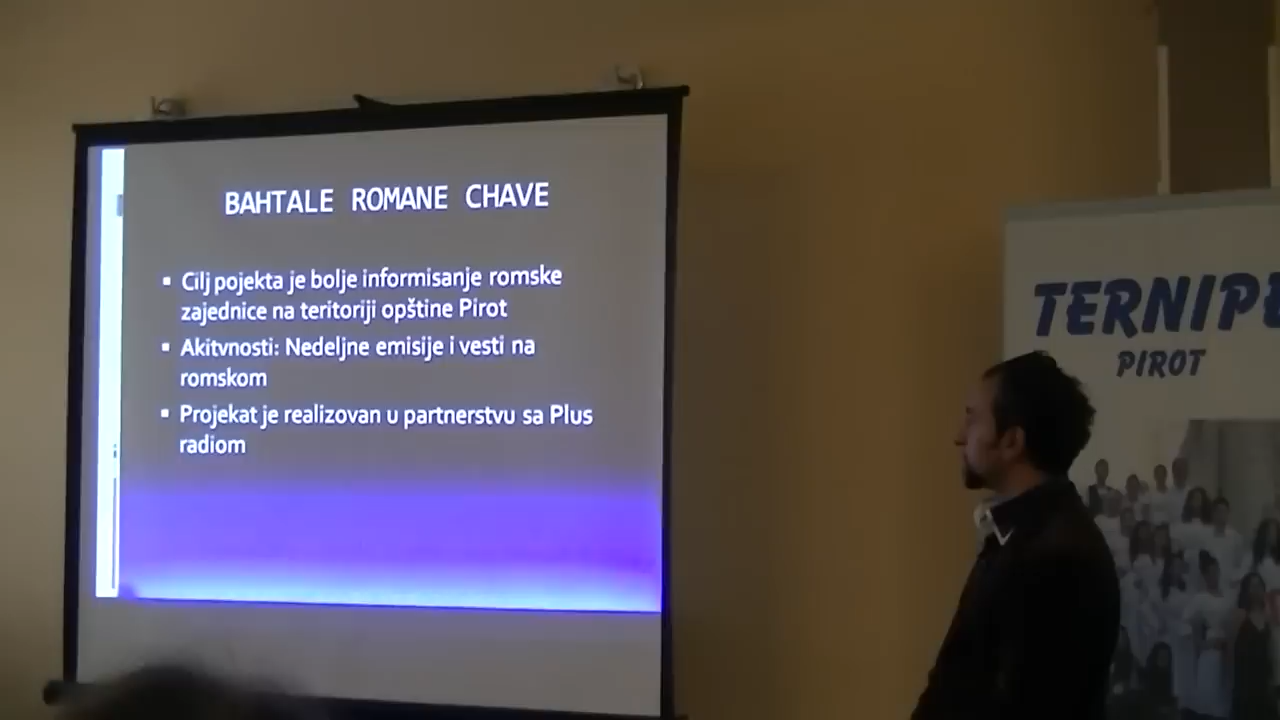 BAHTALE ROMANE CHAVE
▪ Cilj pojekta je bolje informisanje romske
zajednice na teritoriji opštine Pirot
▪ Akitvnosti: Nedeljne emisije i vesti na
romskom
▪ Projekat je realizovan u partnerstvu sa Plus
radiom
TERNIPE
PIROT